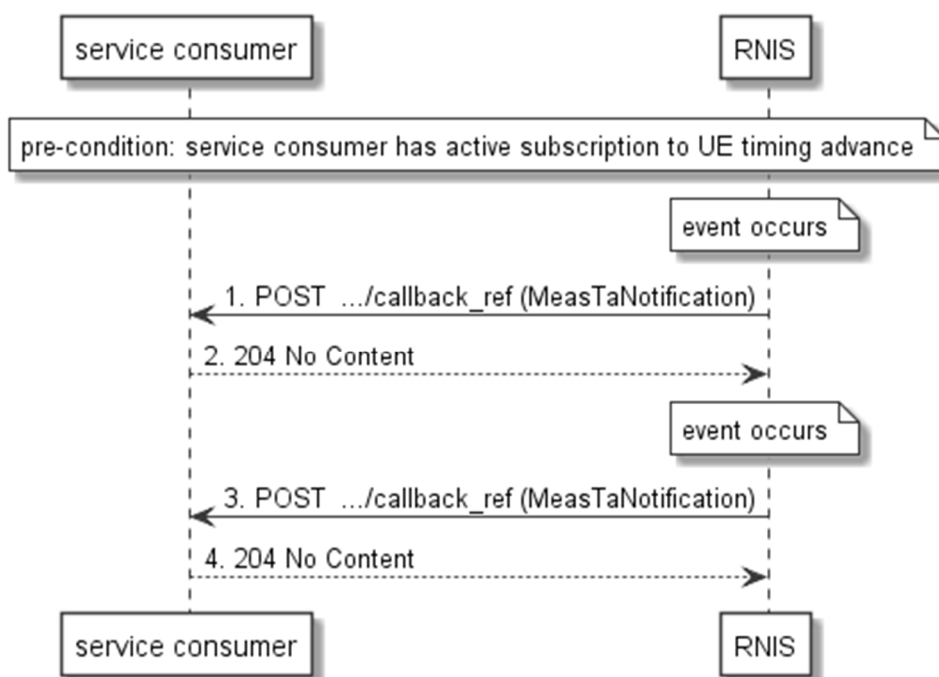 service consumer
RNIS
pre-condition: service consumer has active subscription to UE timing advance
event occurs
1. POST .../callback_ref (MeasTaNotification)
2. 204 No Content
event occurs
3. POST .../callback_ref (MeasTaNotification)
4. 204 No Content
service consumer
RNIS